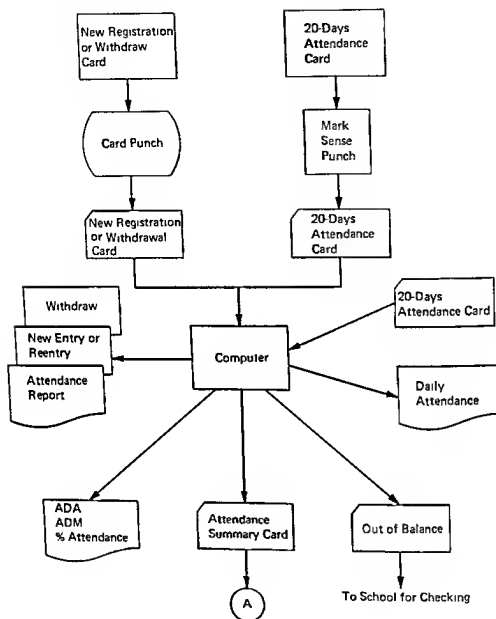 New Registration
or Withdraw
Card
20-Days
Attendance
Card
Card Punch
Mark
Sense
Punch
New Registration
or Withdrawal
Card
20-Days
Attendance
Card
Withdraw
New Entry or
Reentry
Attendance
Report
Computer
20-Days
Attendance Card
Daily
Attendance
ADA
ADM
% Attendance
Attendance
Summary Card
Out of Balance
A
To School for Checking